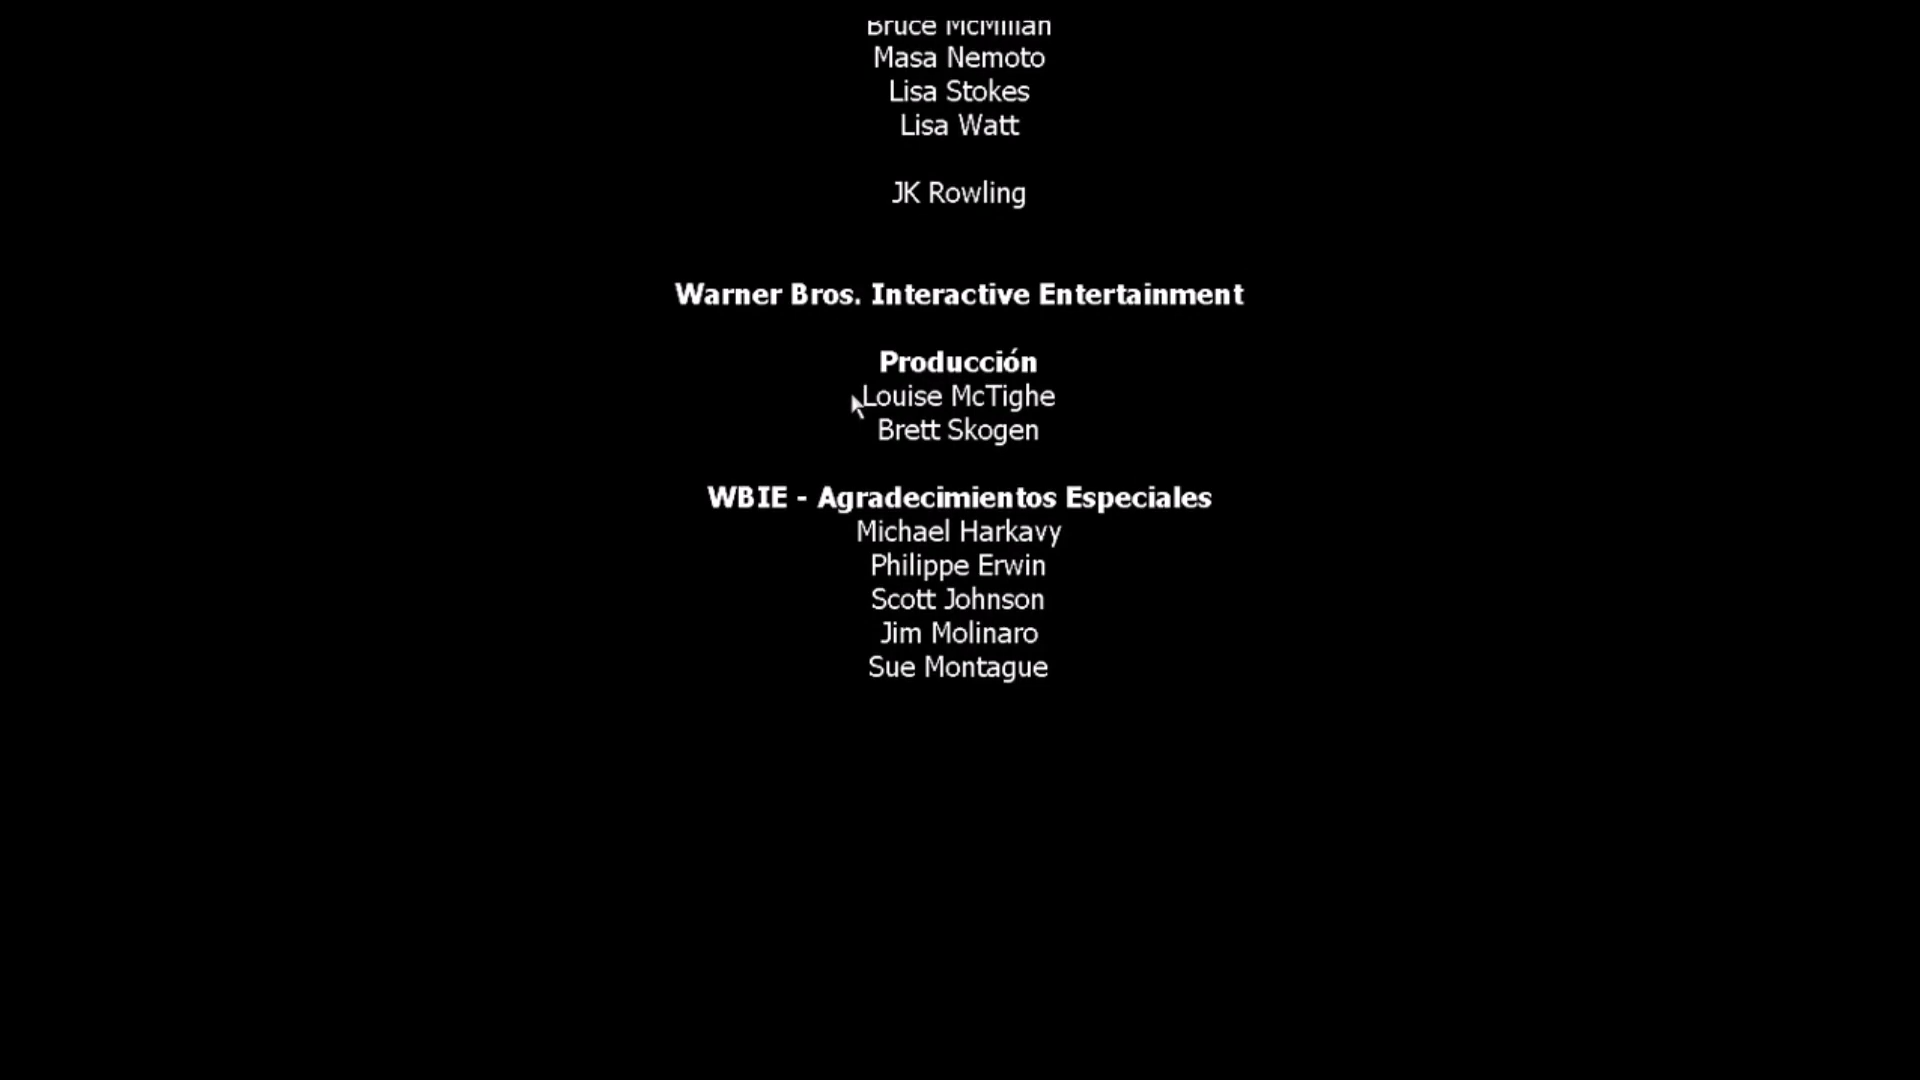 Bruce McMillan
Masa Nemoto
Lisa Stokes
Lisa Watt
JK Rowling
Warner Bros. Interactive Entertainment
Producción
Louise McTighe
Brett Skogen
WBIE - Agradecimientos Especiales
Michael Harkavy
Philippe Erwin
Scott Johnson
Jim Molinaro
Sue Montague